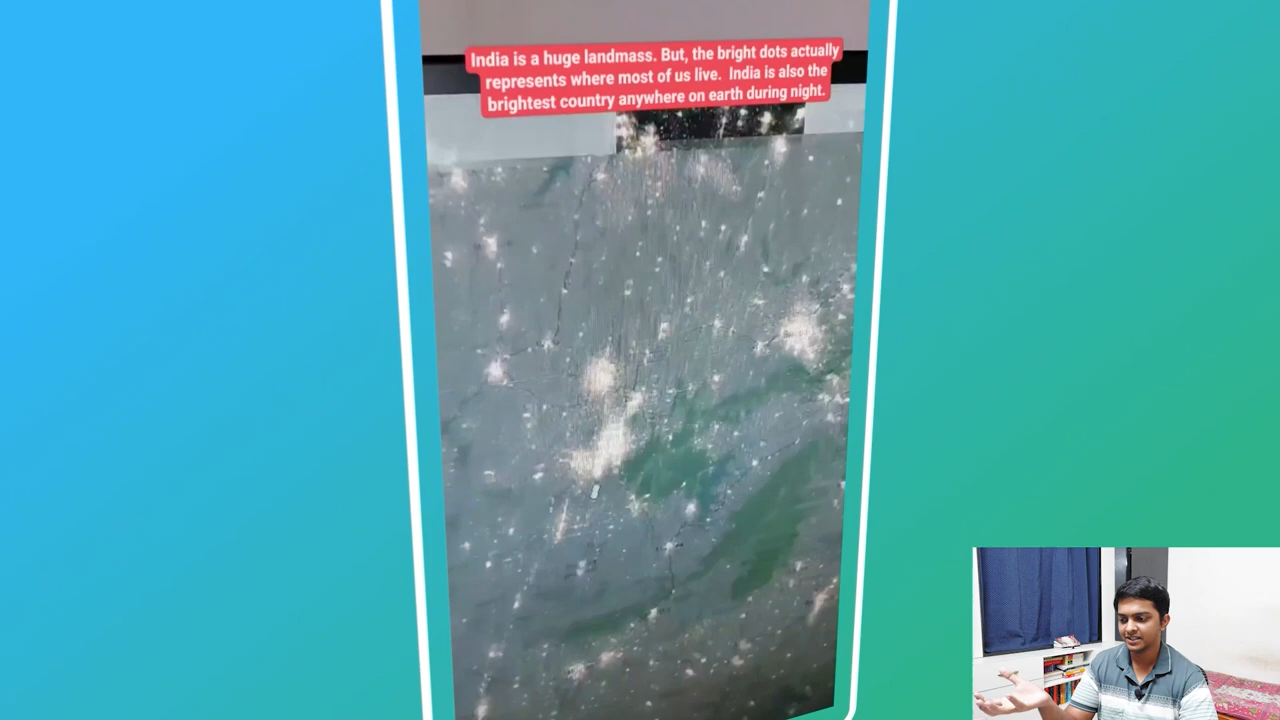 India is a huge landmass. But, the bright dots actually
represents where most of us live.  India is also the
brightest country anywhere on earth during night.